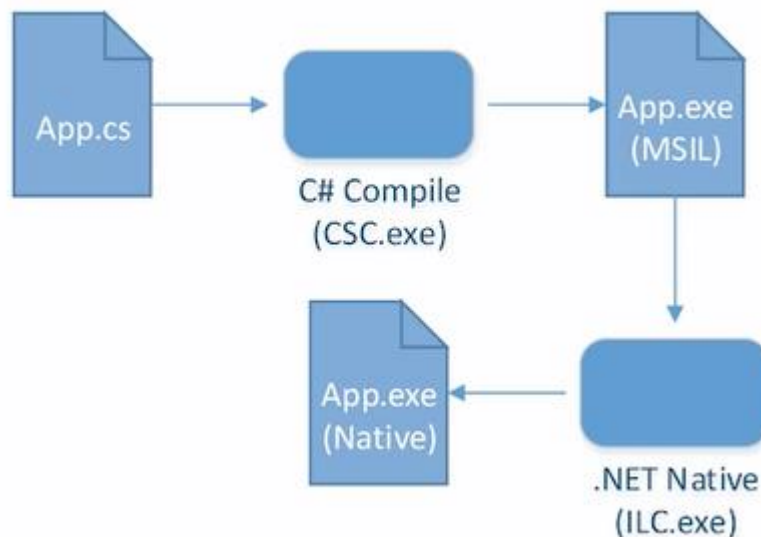 App.cs
C# Compile
(CSC.exe)
App.exe
(MSIL)
.NET Native
(ILC.exe)
App.exe
(Native)